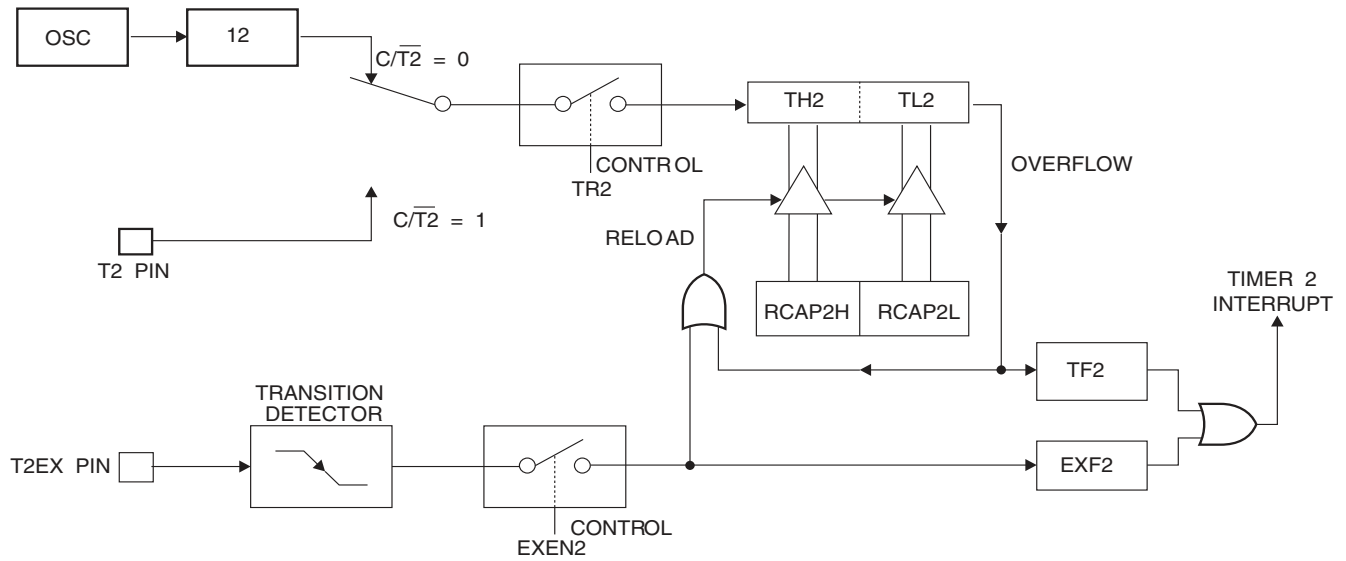 OSC
12
C/T2 = 0
TH2
TL2
CONTROL
TR2
OVERFLOW
C/T2 = 1
T2 PIN
RELOAD
RCAP2H
RCAP2L
TIMER 2
INTERRUPT
TF2
TRANSITION
DETECTOR
T2EX PIN
EXF2
CONTROL
EXEN2